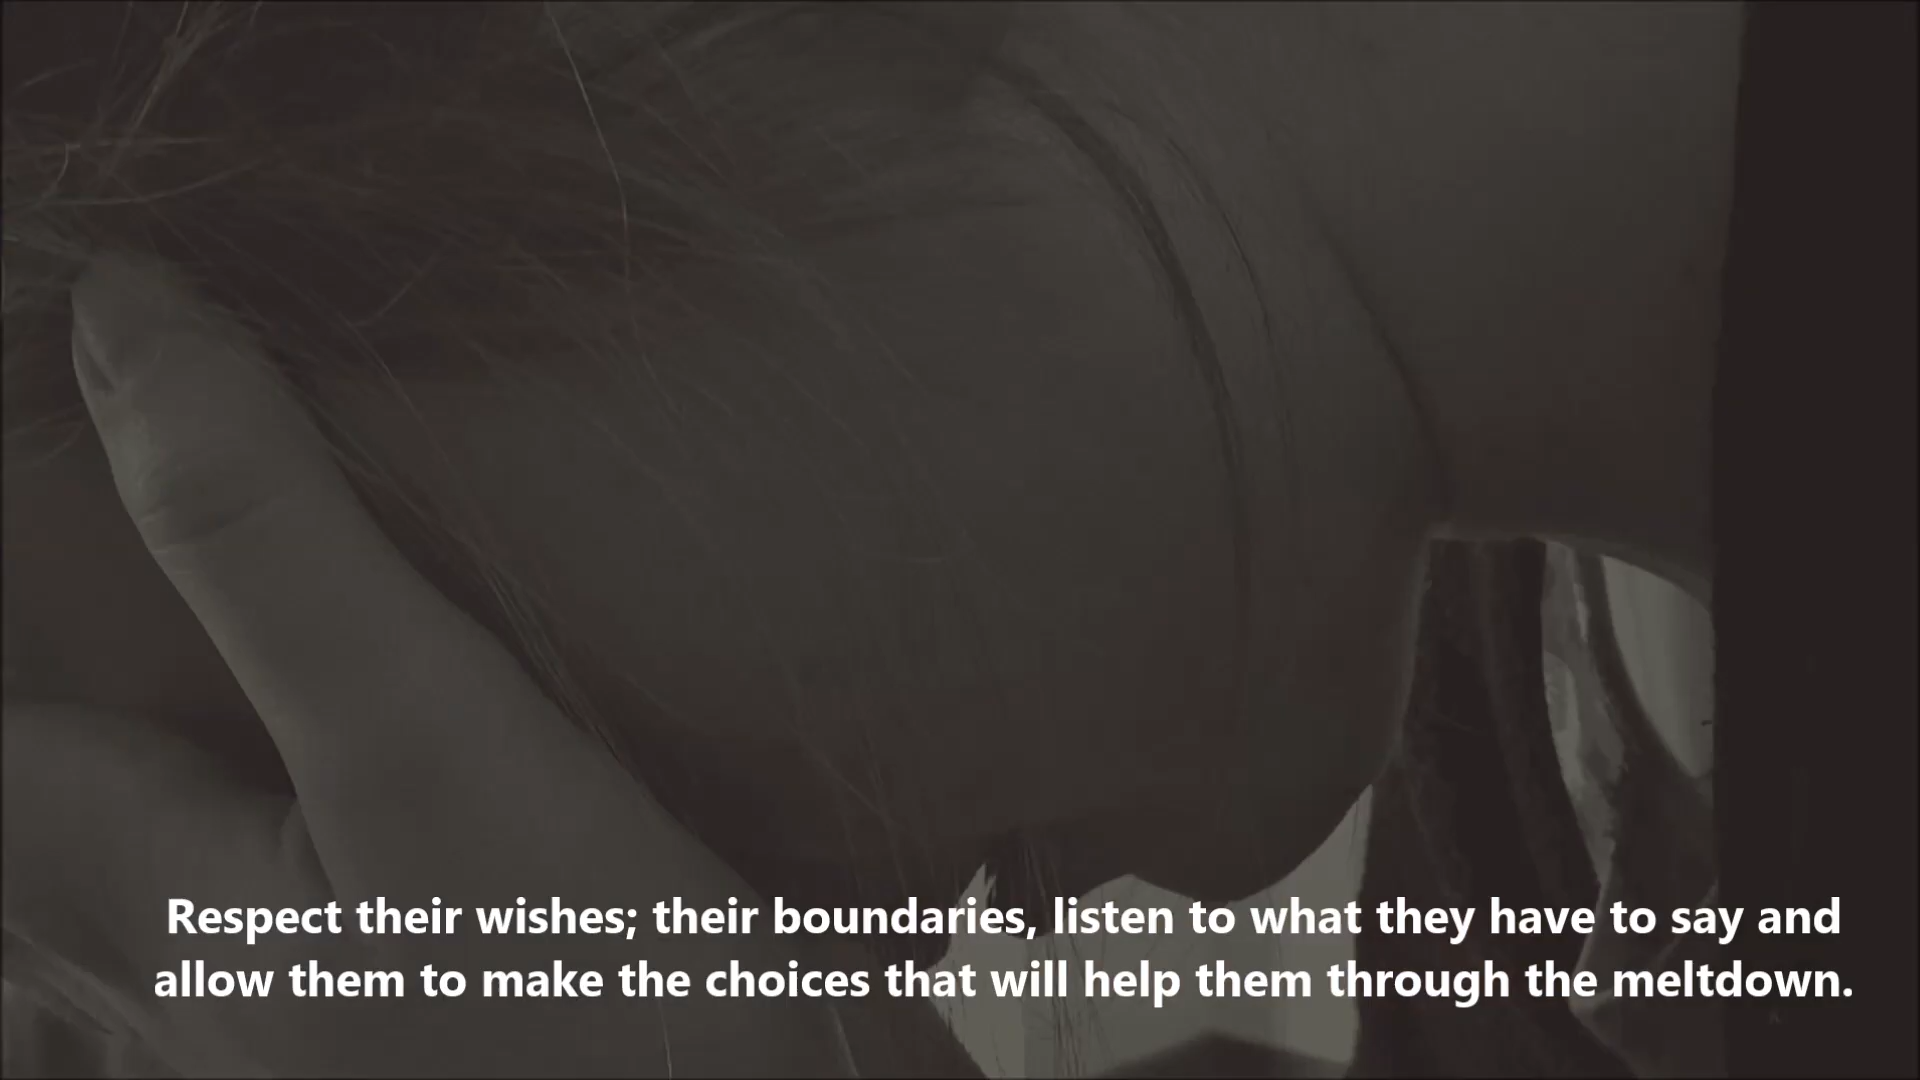 Respect their wishes; their boundaries, listen to what they have to say and
allow them to make the choices that will help them through the meltdown.